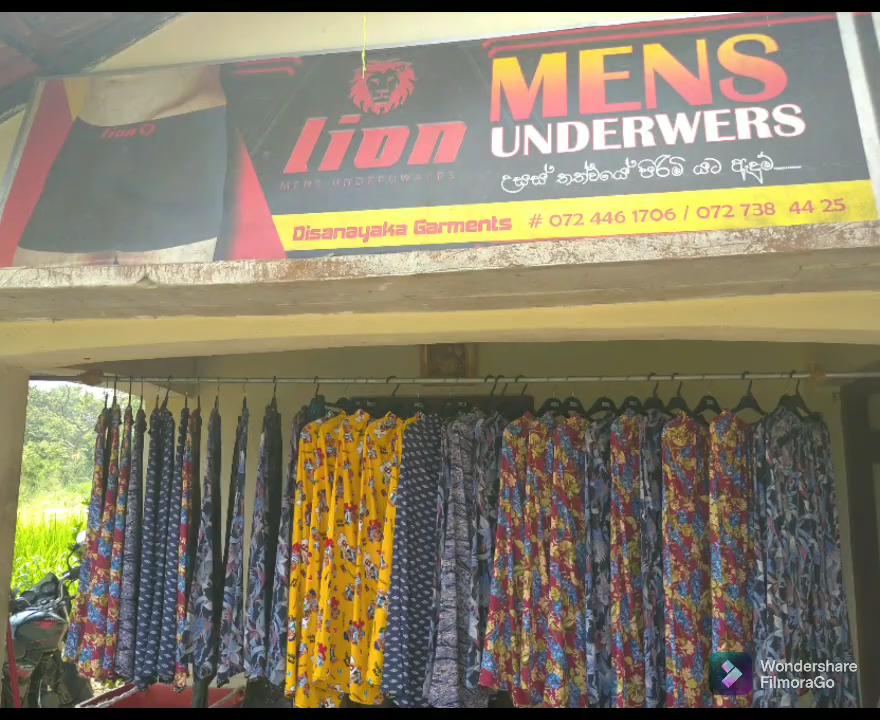 lion
lion
MENS UNDERUWARES
MENS
UNDERWERS
උසස් තත්වයේ පිරිමි යට ඇඳුම්
Disanayaka Garments # 072 446 1706 / 072 738 44 25
Wondershare
FilmoraGo